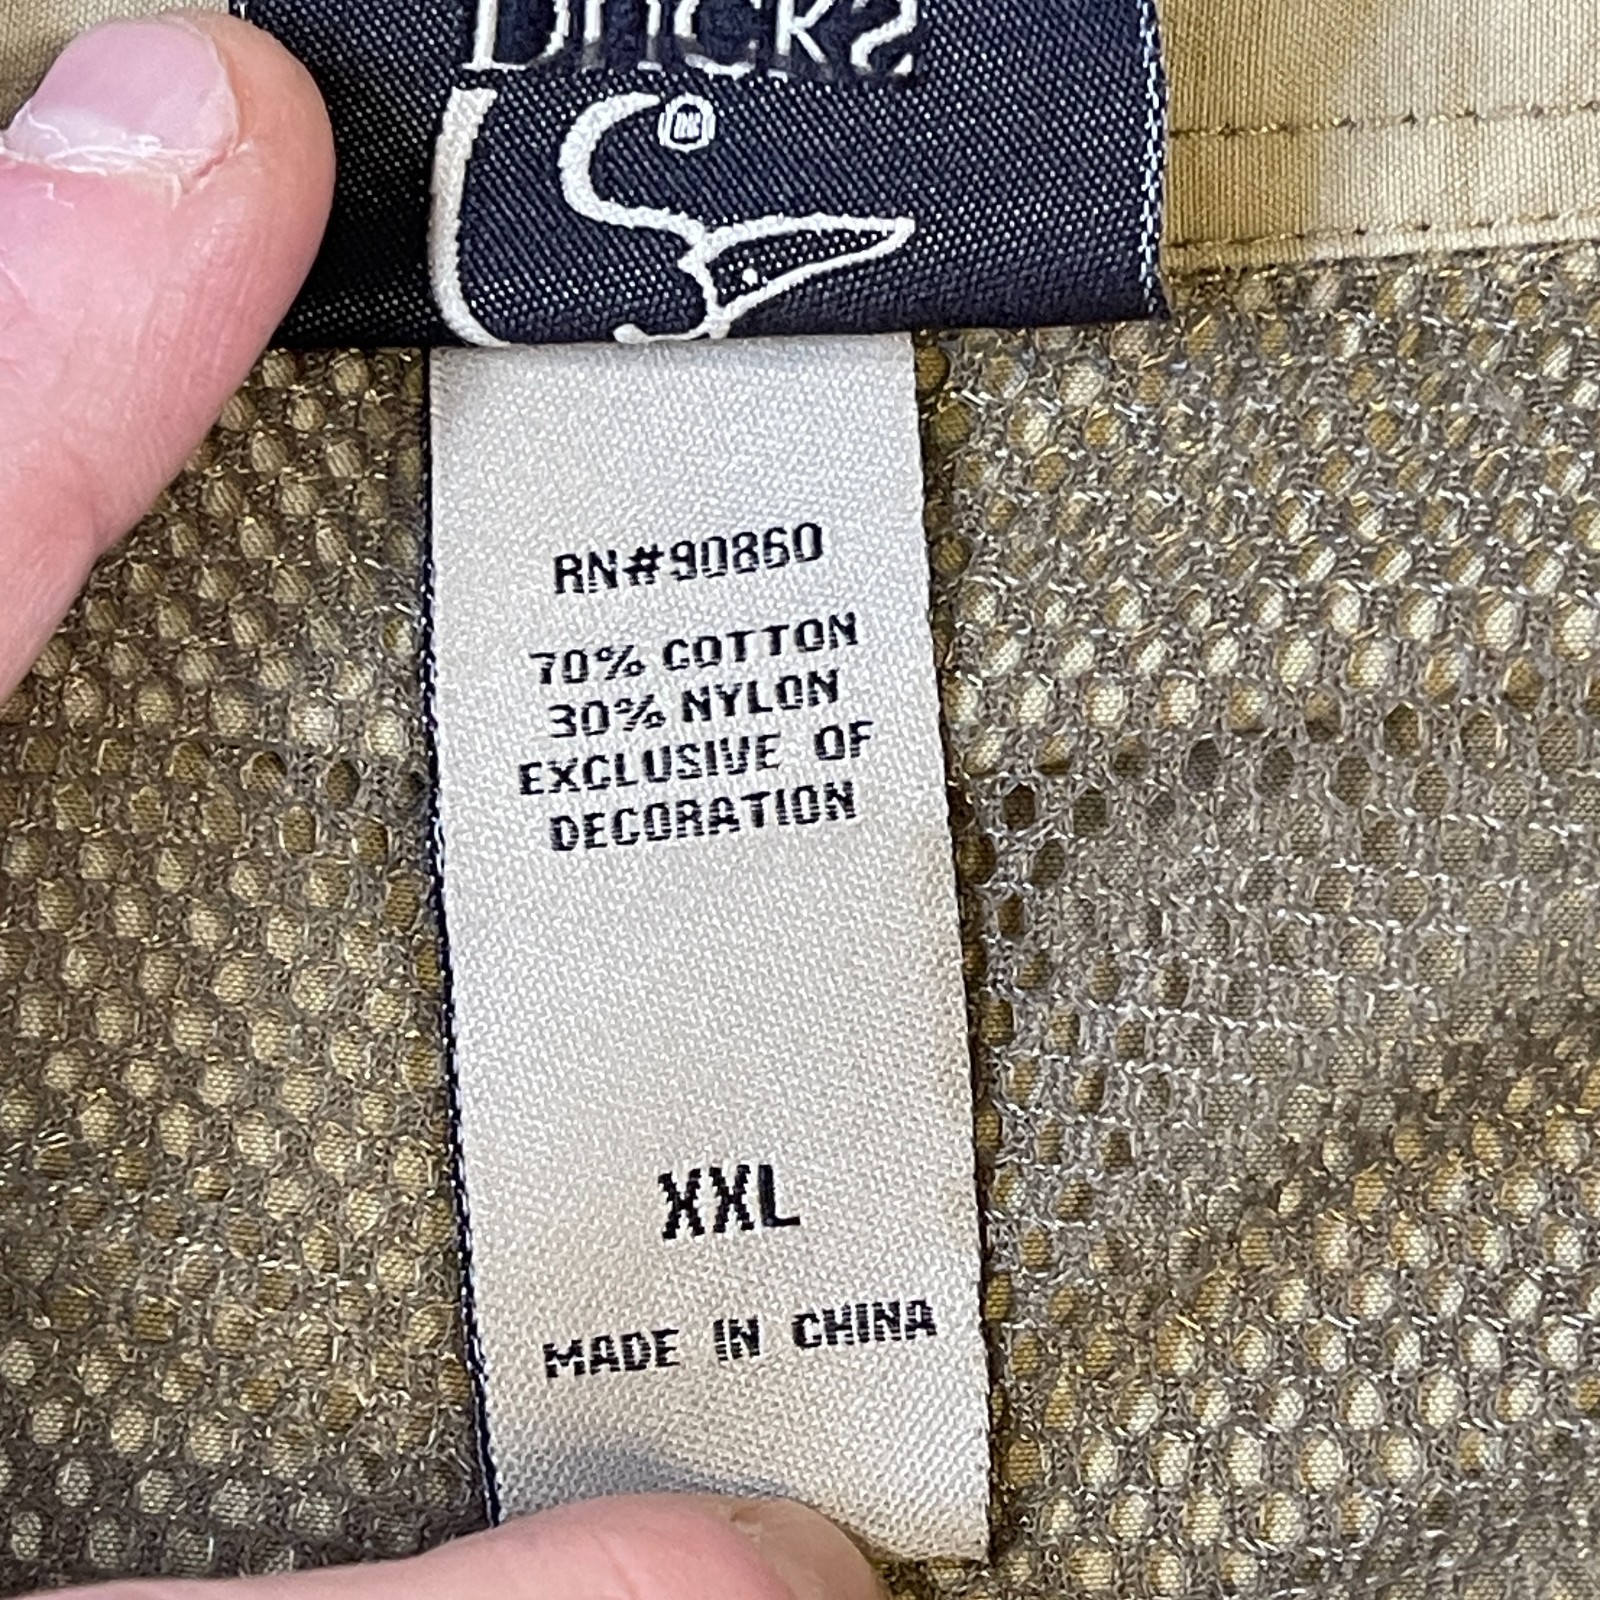 RN#90860
70% COTTON
30% NYLON
EXCLUSIVE OF
DECORATION
XXL
MADE IN CHINA